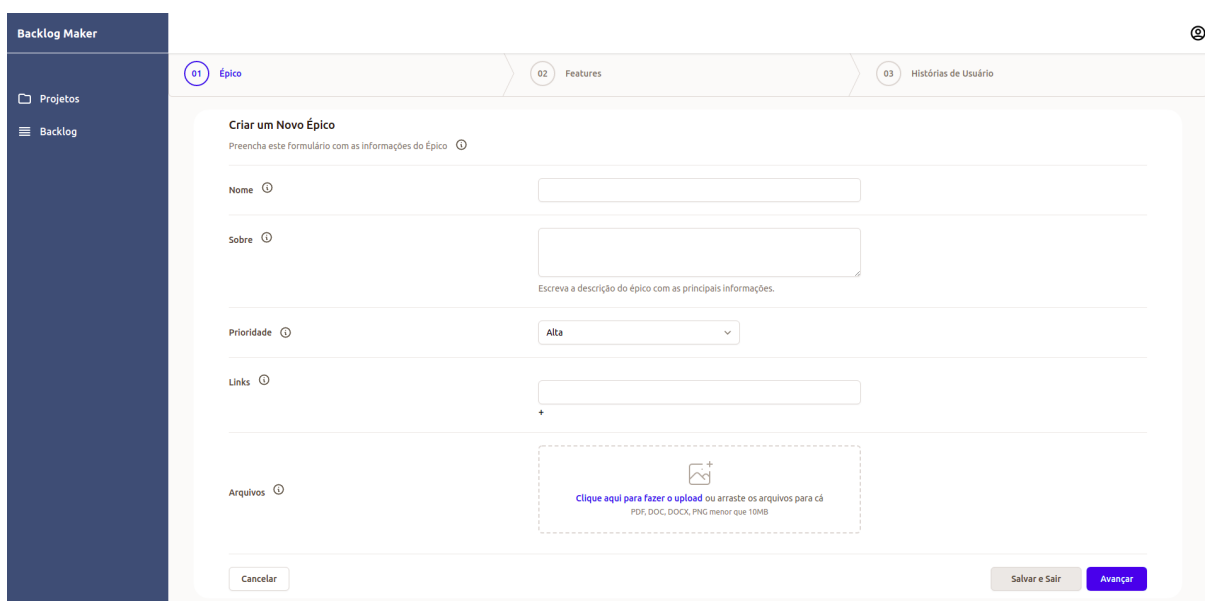 Backlog Maker
01 Épico
02 Features
03 Histórias de Usuário
Projetos
Backlog
Criar um Novo Épico
Preencha este formulário com as informações do Épico
Nome
Sobre
Escreva a descrição do épico com as principais informações.
Prioridade
Alta
Links
+
Arquivos
Clique aqui para fazer o upload ou arraste os arquivos para cá
PDF, DOC, DOCX, PNG menor que 10MB
Cancelar
Salvar e Sair
Avançar